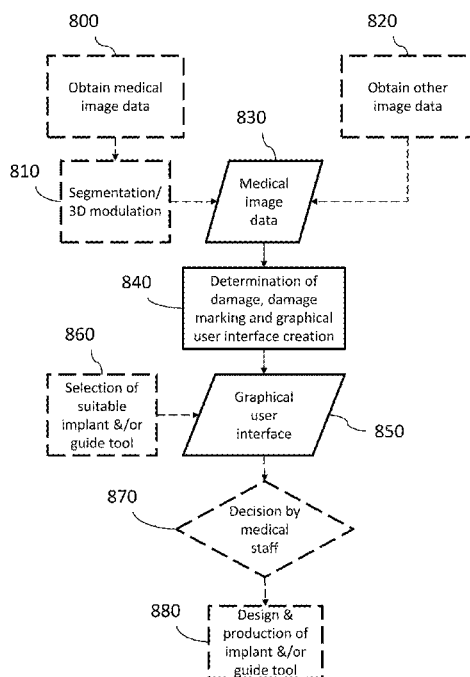 800
Obtain medical
image data
820
Obtain other
image data
810
Segmentation/
3D modulation
830
Medical
image
data
840
Determination of
damage, damage
marking and graphical
user interface creation
860
Selection of
suitable
implant &/or
guide tool
Graphical
user
interface
850
870
Decision by
medical
staff
880
Design &
production of
implant &/or
guide tool